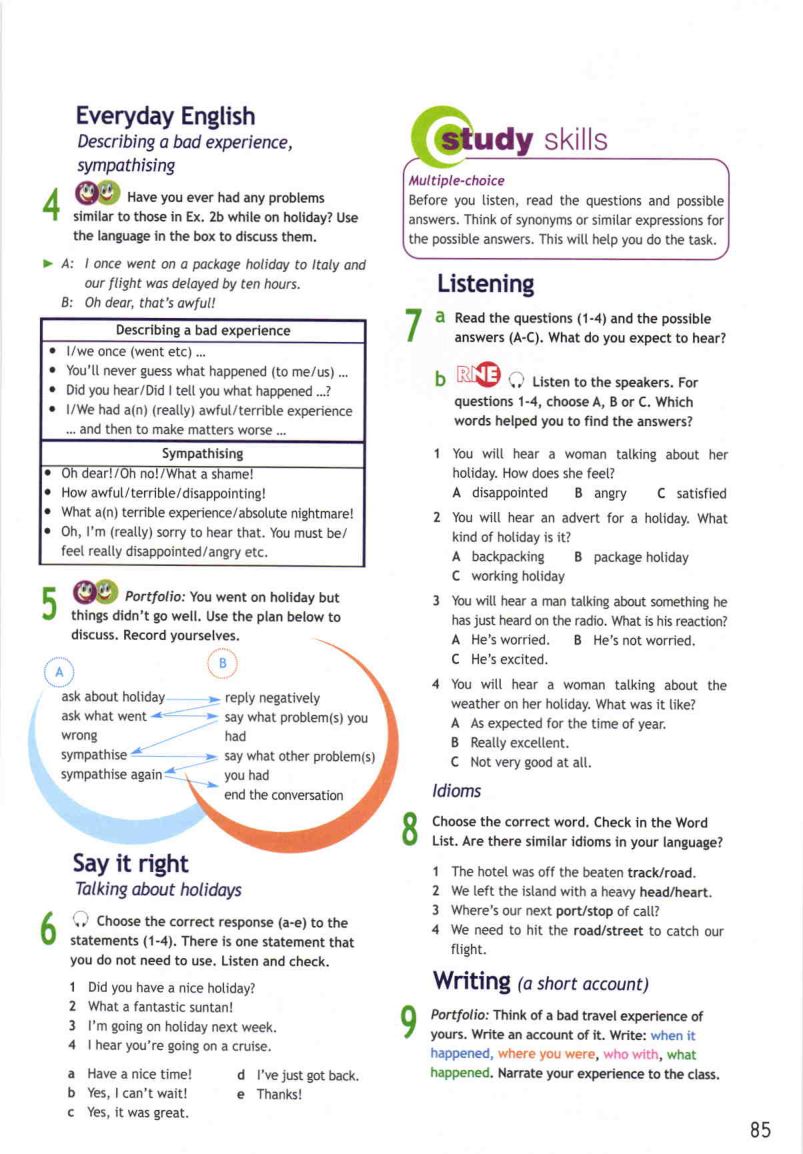 Everyday English
Describing a bad experience,
sympathising
4 Have you ever had any problems
similar to those in Ex. 2b while on holiday? Use
the language in the box to discuss them.
A: I once went on a package holiday to Italy and
our flight was delayed by ten hours.
B: Oh dear, that's awful!
Describing a bad experience
• I/we once (went etc) ...
• You'll never guess what happened (to me/us) ...
• Did you hear/Did I tell you what happened ...?
• I/We had a(n) (really) awful/terrible experience
... and then to make matters worse ...
Sympathising
• Oh dear!/Oh no!/What a shame!
• How awful/terrible/disappointing!
• What a(n) terrible experience/absolute nightmare!
• Oh, I'm (really) sorry to hear that. You must be/
feel really disappointed/angry etc.
5 Portfolio: You went on holiday but
things didn't go well. Use the plan below to
discuss. Record yourselves.
A
B
ask about holiday
reply negatively
ask what went
wrong
say what problem(s) you
had
sympathise
say what other problem(s)
you had
sympathise again
end the conversation
Say it right
Talking about holidays
6 Choose the correct response (a-e) to the
statements (1-4). There is one statement that
you do not need to use. Listen and check.
1 Did you have a nice holiday?
2 What a fantastic suntan!
3 I'm going on holiday next week.
4 I hear you're going on a cruise.
a Have a nice time!
b Yes, I can't wait!
c Yes, it was great.
d I've just got back.
e Thanks!
study skills
Multiple-choice
Before you listen, read the questions and possible
answers. Think of synonyms or similar expressions for
the possible answers. This will help you do the task.
Listening
7 a Read the questions (1-4) and the possible
answers (A-C). What do you expect to hear?
b RNE Listen to the speakers. For
questions 1-4, choose A, B or C. Which
words helped you to find the answers?
1 You will hear a woman talking about her
holiday. How does she feel?
A disappointed B angry C satisfied
2 You will hear an advert for a holiday. What
kind of holiday is it?
A backpacking B package holiday
C working holiday
3 You will hear a man talking about something he
has just heard on the radio. What is his reaction?
A He's worried. B He's not worried.
C He's excited.
4 You will hear a woman talking about the
weather on her holiday. What was it like?
A As expected for the time of year.
B Really excellent.
C Not very good at all.
Idioms
8 Choose the correct word. Check in the Word
List. Are there similar idioms in your language?
1 The hotel was off the beaten track/road.
2 We left the island with a heavy head/heart.
3 Where's our next port/stop of call?
4 We need to hit the road/street to catch our
flight.
Writing (a short account)
9 Portfolio: Think of a bad travel experience of
yours. Write an account of it. Write: when it
happened, where you were, who with, what
happened. Narrate your experience to the class.
85